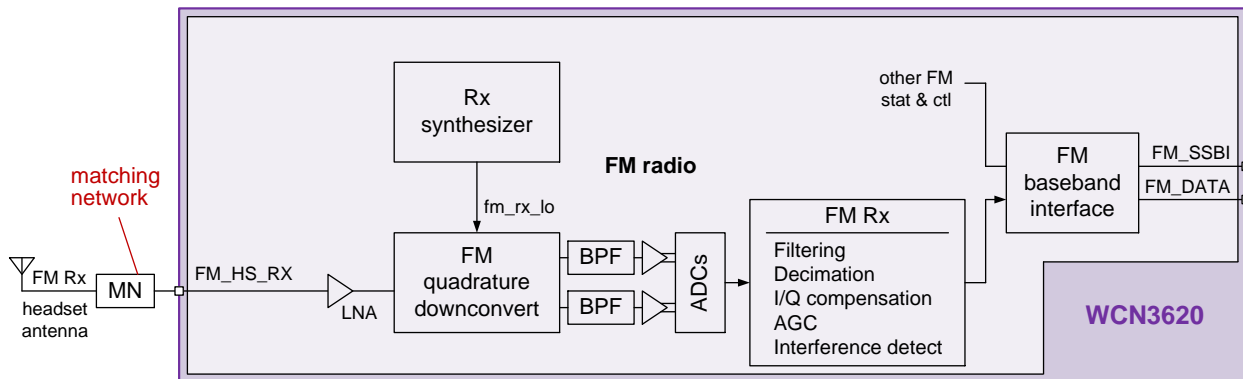 Rx
synthesizer
other FM
stat & ctl
FM radio
FM
baseband
interface
FM_SSBI
FM_DATA
matching
network
fm_rx_lo
FM Rx
Filtering
Decimation
I/Q compensation
AGC
Interference detect
FM
quadrature
downconvert
BPF
BPF
ADCs
FM Rx
MN
FM_HS_RX
LNA
headset
antenna
WCN3620